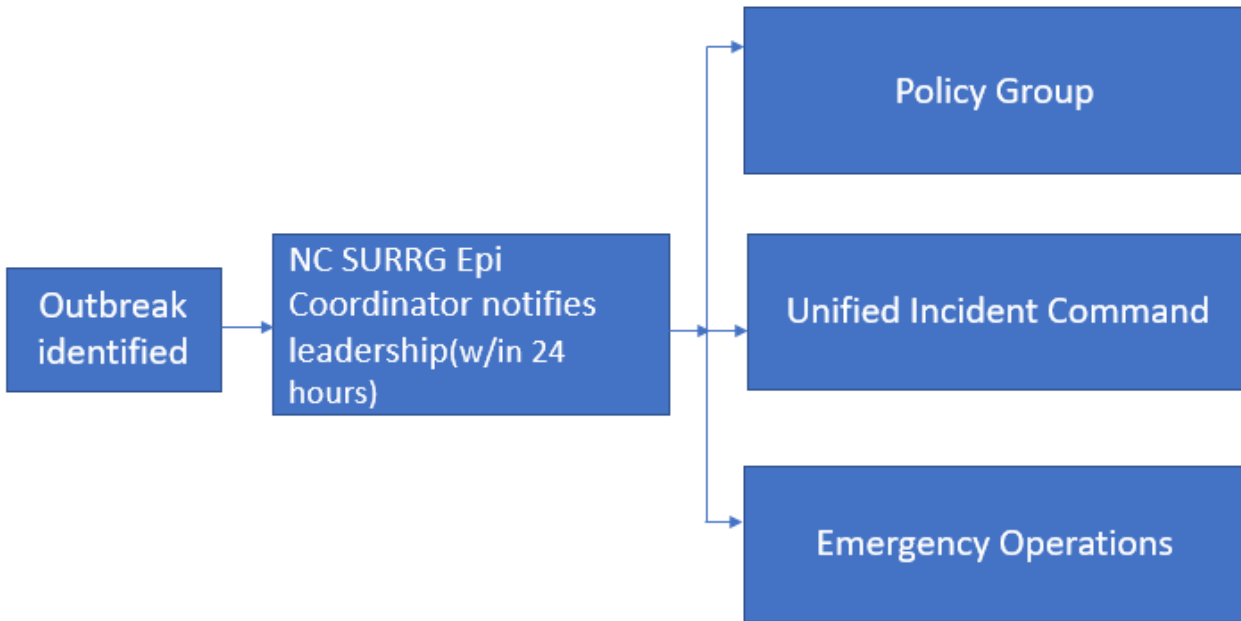 Outbreak
identified
NC SURRG Epi
Coordinator notifies
leadership(w/in 24
hours)
Policy Group
Unified Incident Command
Emergency Operations